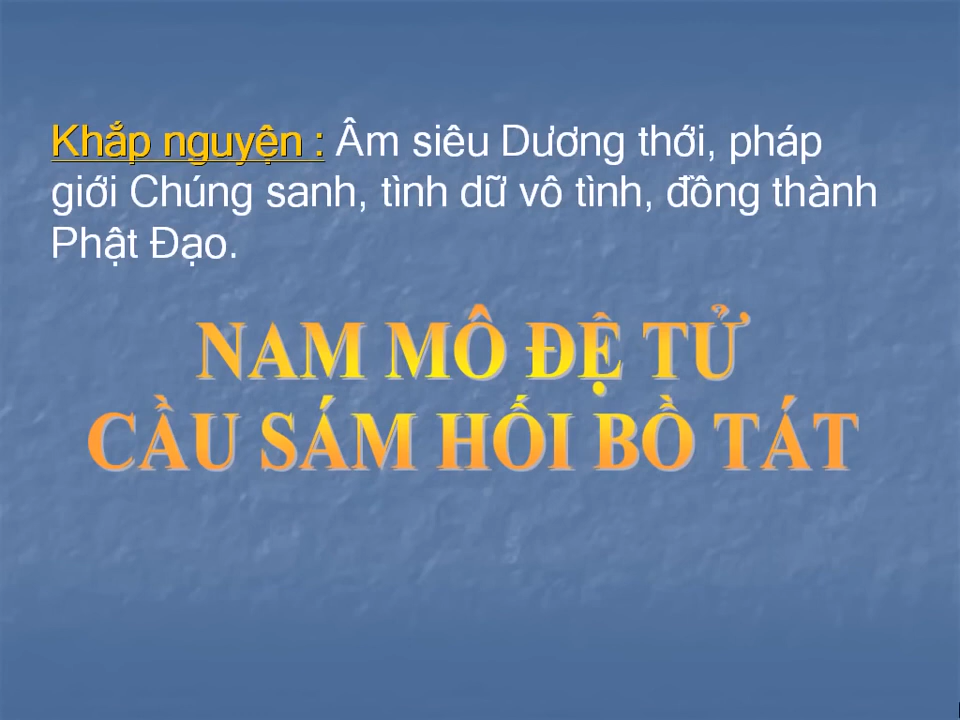 Khắp nguyện : Âm siêu Dương thới, pháp
giới Chúng sanh, tình dữ vô tình, đồng thành
Phật Đạo.
NAM MÔ ĐỆ TỬ
CẦU SÁM HỐI BỒ TÁT